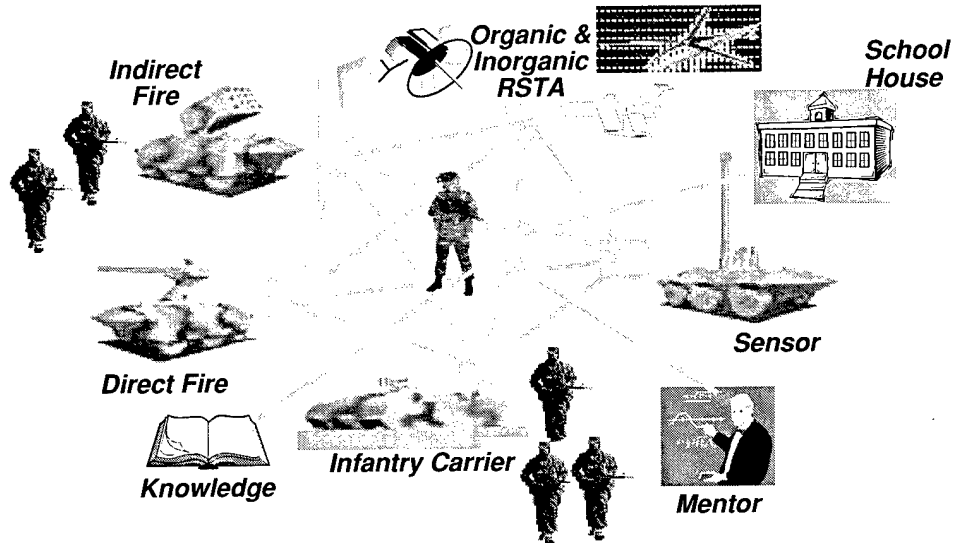 Organic &
Inorganic
RSTA
School
House
Indirect
Fire
Sensor
Direct Fire
Infantry Carrier
Knowledge
Mentor